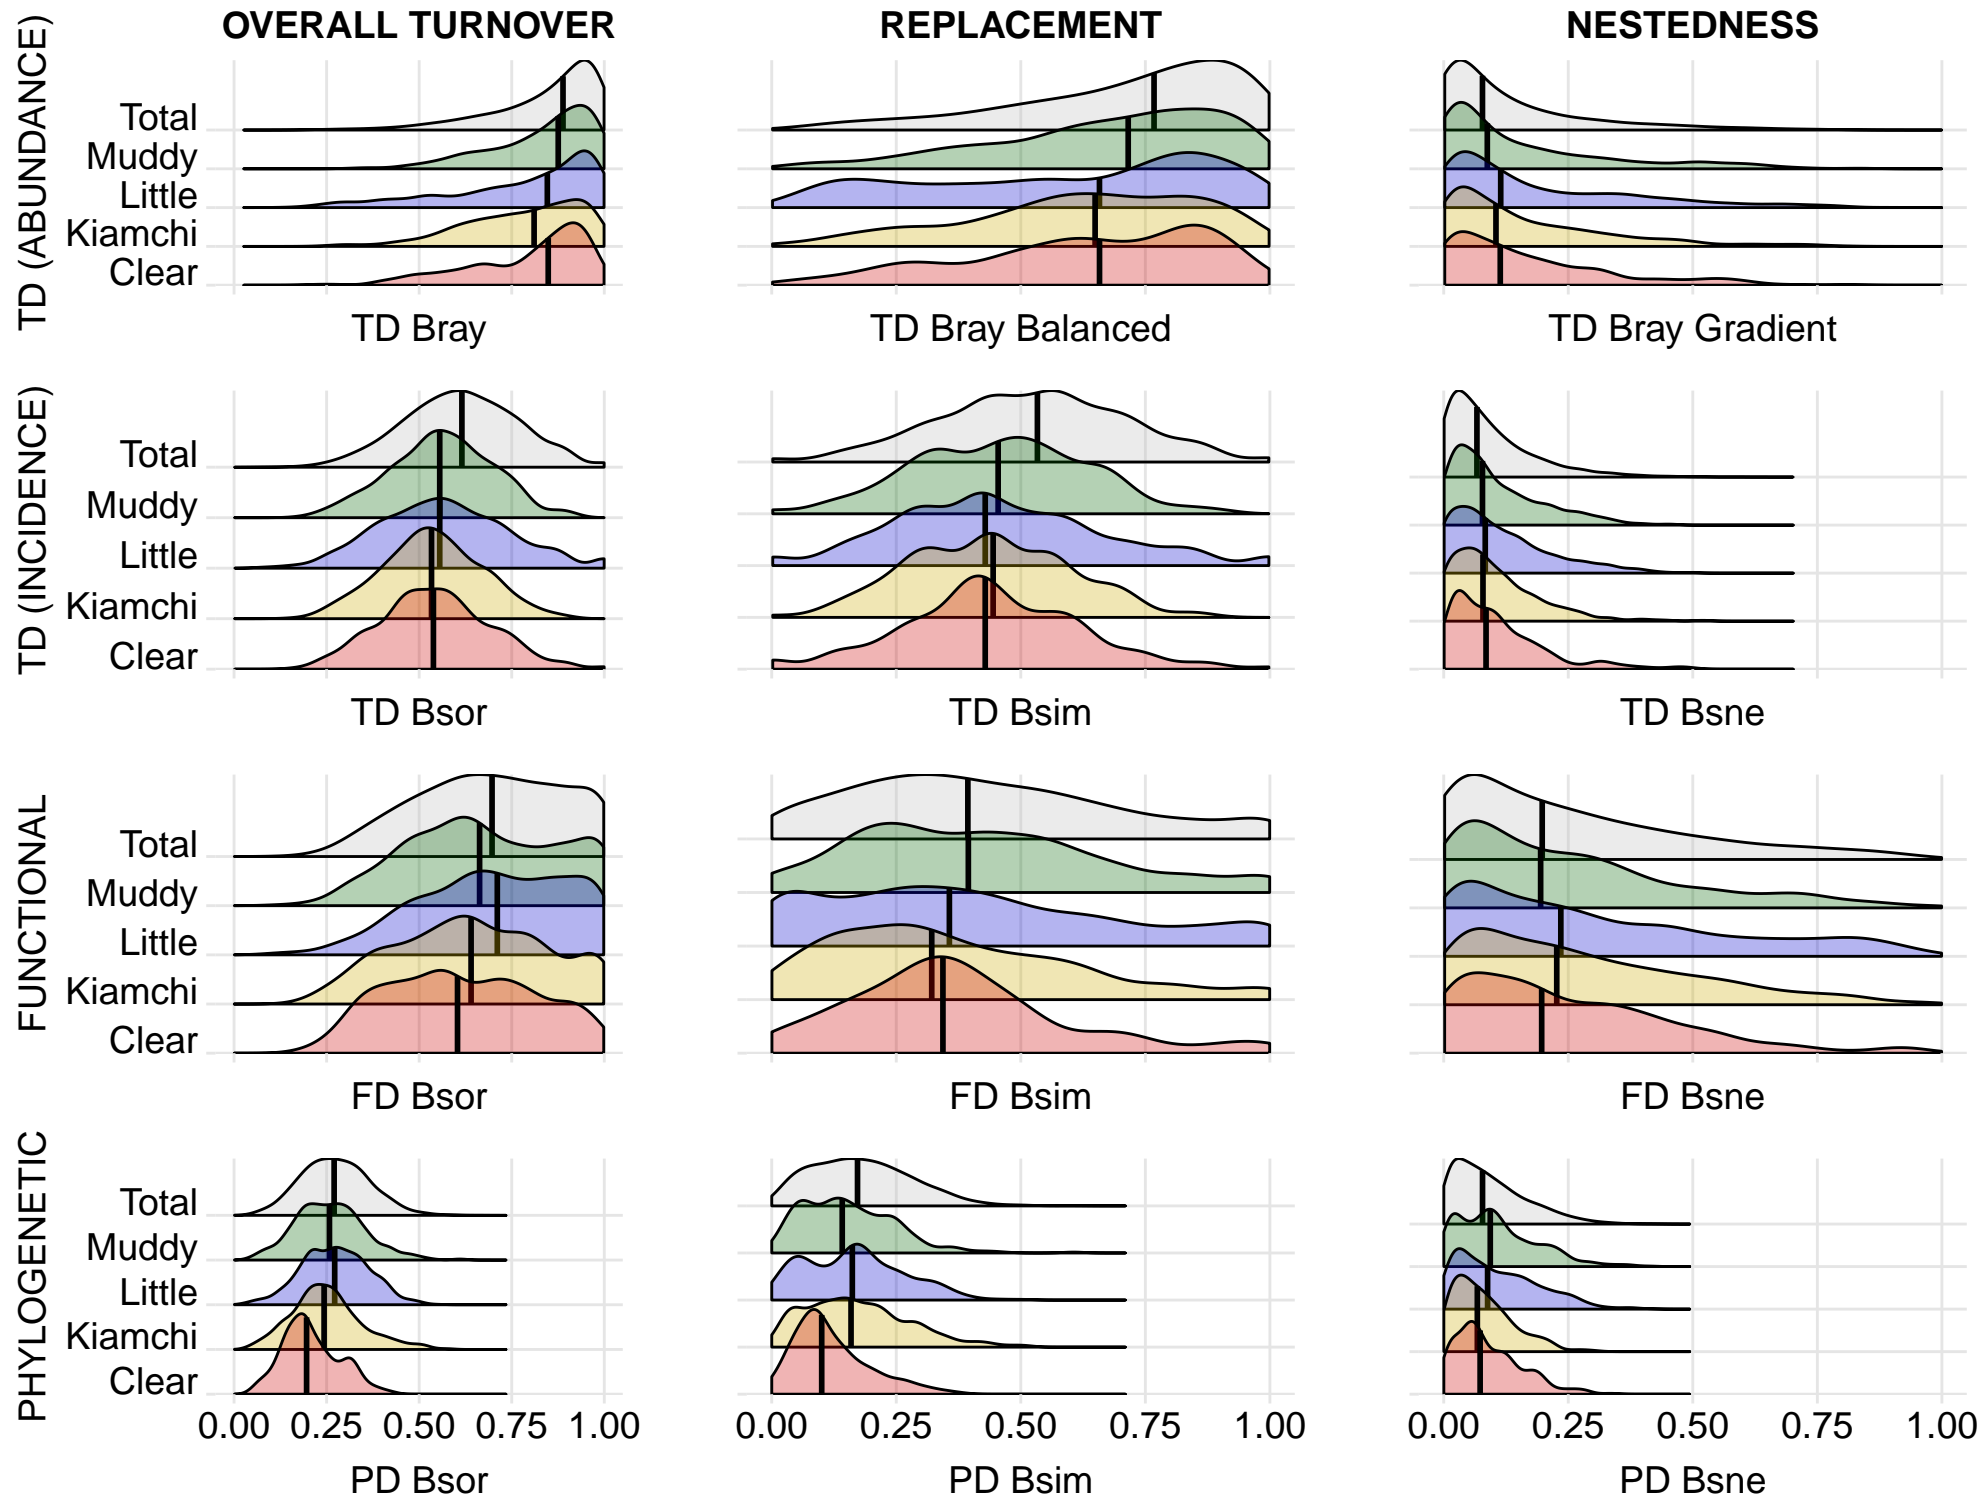 OVERALL TURNOVER REPLACEMENT NESTEDNESS
TD (ABUNDANCE)
Total
Muddy
Little
Kiamchi
Clear
TD Bray TD Bray Balanced TD Bray Gradient
TD (INCIDENCE)
Total
Muddy
Little
Kiamchi
Clear
TD Bsor TD Bsim TD Bsne
FUNCTIONAL
Total
Muddy
Little
Kiamchi
Clear
FD Bsor FD Bsim FD Bsne
PHYLOGENETIC
Total
Muddy
Little
Kiamchi
Clear
0.00 0.25 0.50 0.75 1.00 0.00 0.25 0.50 0.75 1.00 0.00 0.25 0.50 0.75 1.00
PD Bsor PD Bsim PD Bsne